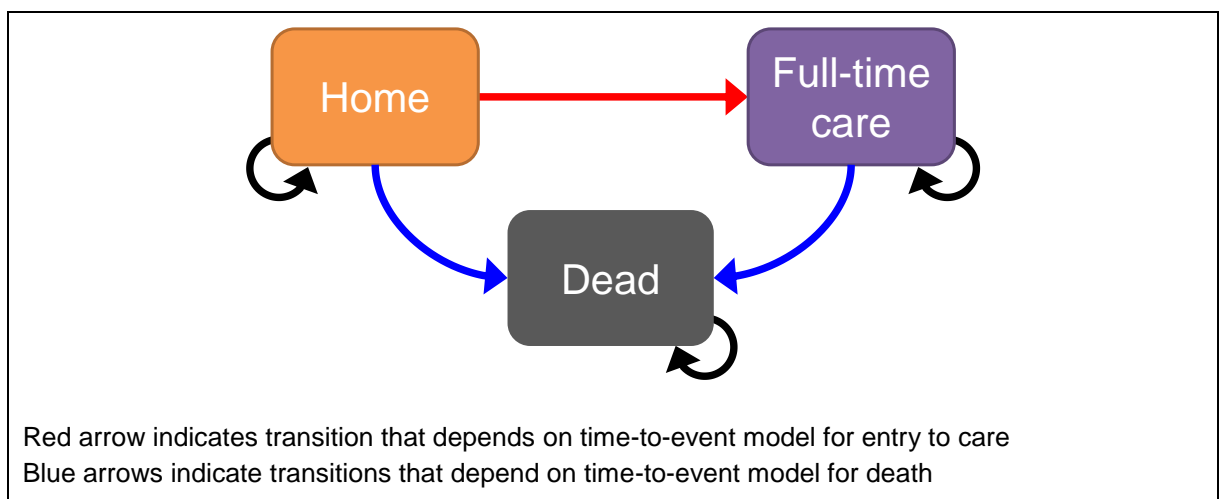 Home
Full-time
care
Dead
Red arrow indicates transition that depends on time-to-event model for entry to care
Blue arrows indicate transitions that depend on time-to-event model for death